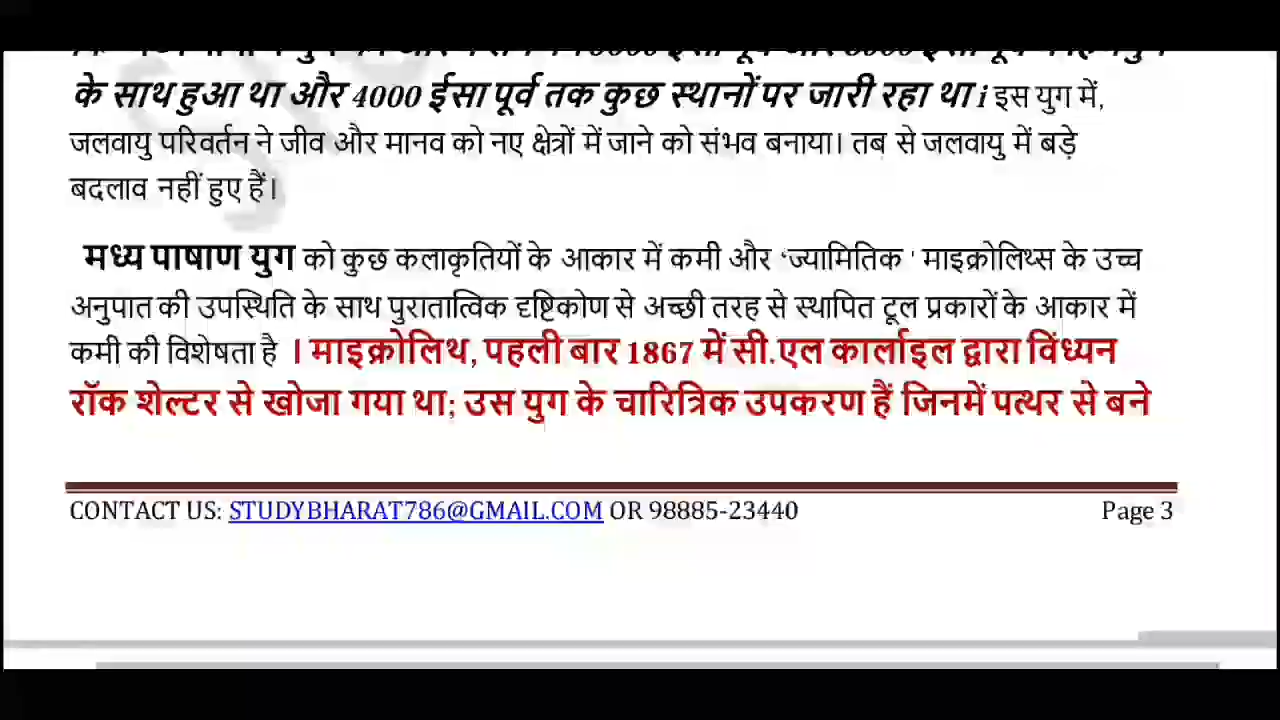 के साथ हुआ था और 4000 ईसा पूर्व तक कुछ स्थानों पर जारी रहा था i इस युग में,
जलवायु परिवर्तन ने जीव और मानव को नए क्षेत्रों में जाने को संभव बनाया। तब से जलवायु में बड़े
बदलाव नहीं हुए हैं।
मध्य पाषाण युग को कुछ कलाकृतियों के आकार में कमी और ‘ज्यामितिक ' माइक्रोलिथ्स के उच्च
अनुपात की उपस्थिति के साथ पुरातात्विक दृष्टिकोण से अच्छी तरह से स्थापित टूल प्रकारों के आकार में
कमी की विशेषता है । माइक्रोलिथ, पहली बार 1867 में सी.एल कार्लाइल द्वारा विंध्यन
रॉक शेल्टर से खोजा गया था; उस युग के चारित्रिक उपकरण हैं जिनमें पत्थर से बने
CONTACT US: STUDYBHARAT786@GMAIL.COM OR 98885-23440 Page 3